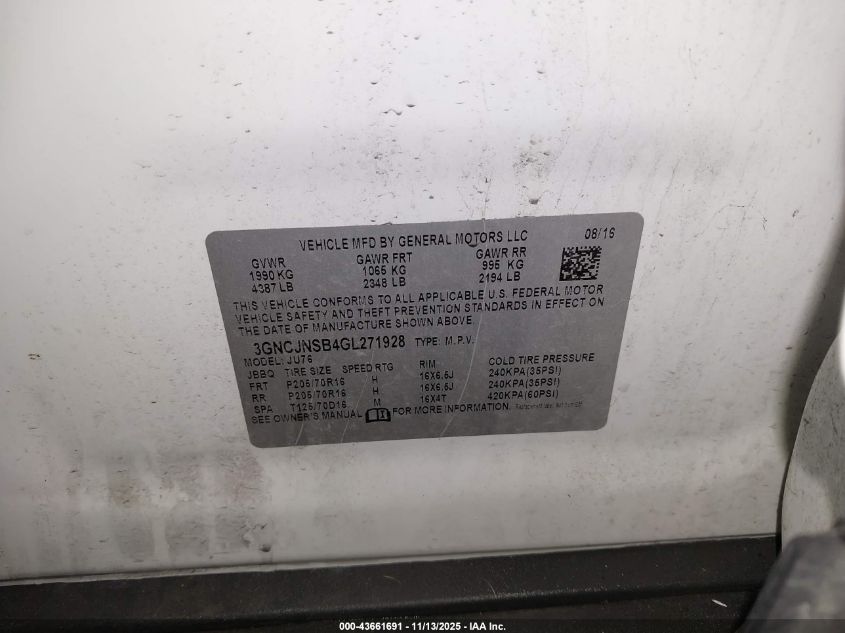 VEHICLE MFD BY GENERAL MOTORS LLC 08/16
GVWR GAWR FRT GAWR RR
1990 KG 1065 KG 995 KG
4387 LB 2348 LB 2194 LB
THIS VEHICLE CONFORMS TO ALL APPLICABLE U.S. FEDERAL MOTOR
VEHICLE SAFETY AND THEFT PREVENTION STANDARDS IN EFFECT ON
THE DATE OF MANUFACTURE SHOWN ABOVE.
3GNCJNSB4GL271928 TYPE: M.P.V.
MODEL: JU76
JBBQ TIRE SIZE SPEED RTG RIM COLD TIRE PRESSURE
FRT P205/70R16 H 16X6.5J 240KPA(35PSI)
RR P205/70R16 H 16X6.5J 240KPA(35PSI)
SPA T125/70D16 M 16X4T 420KPA(60PSI)
SEE OWNER'S MANUAL FOR MORE INFORMATION.
000-43661691 - 11/13/2025 - IAA Inc.